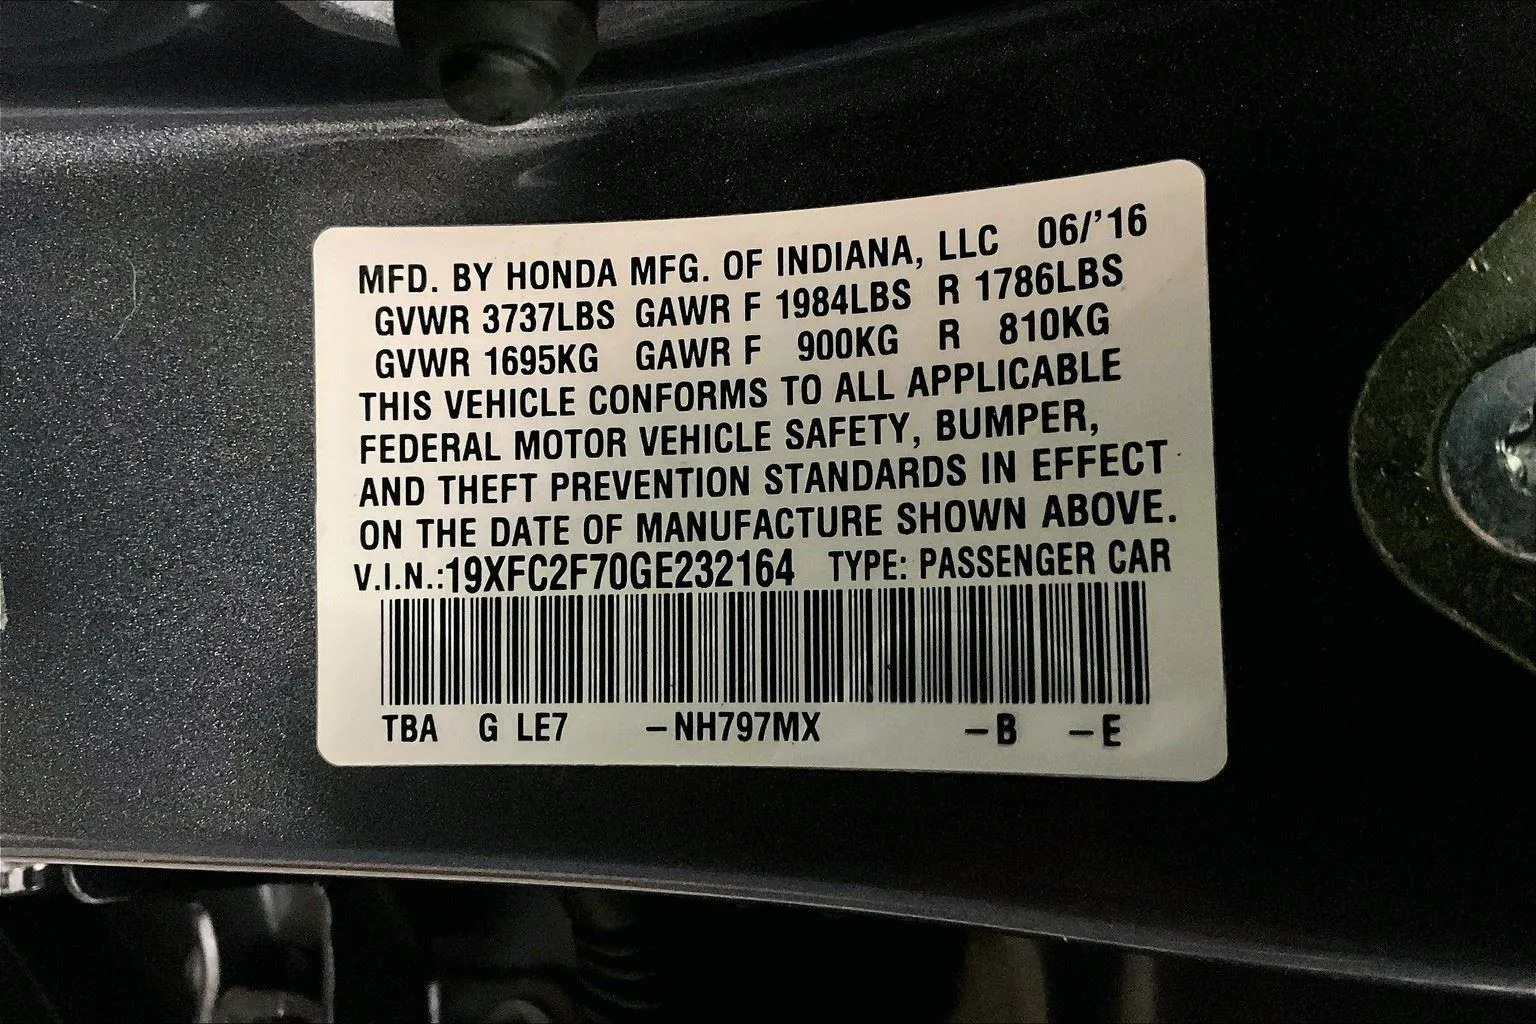 MFD. BY HONDA MFG. OF INDIANA, LLC 06/'16
GVWR 3737LBS GAWR F 1984LBS R 1786LBS
GVWR 1695KG GAWR F 900KG R 810KG
THIS VEHICLE CONFORMS TO ALL APPLICABLE
FEDERAL MOTOR VEHICLE SAFETY, BUMPER,
AND THEFT PREVENTION STANDARDS IN EFFECT
ON THE DATE OF MANUFACTURE SHOWN ABOVE.
V.I.N.:19XFC2F70GE232164 TYPE: PASSENGER CAR
TBA G LE7 –NH797MX –B –E